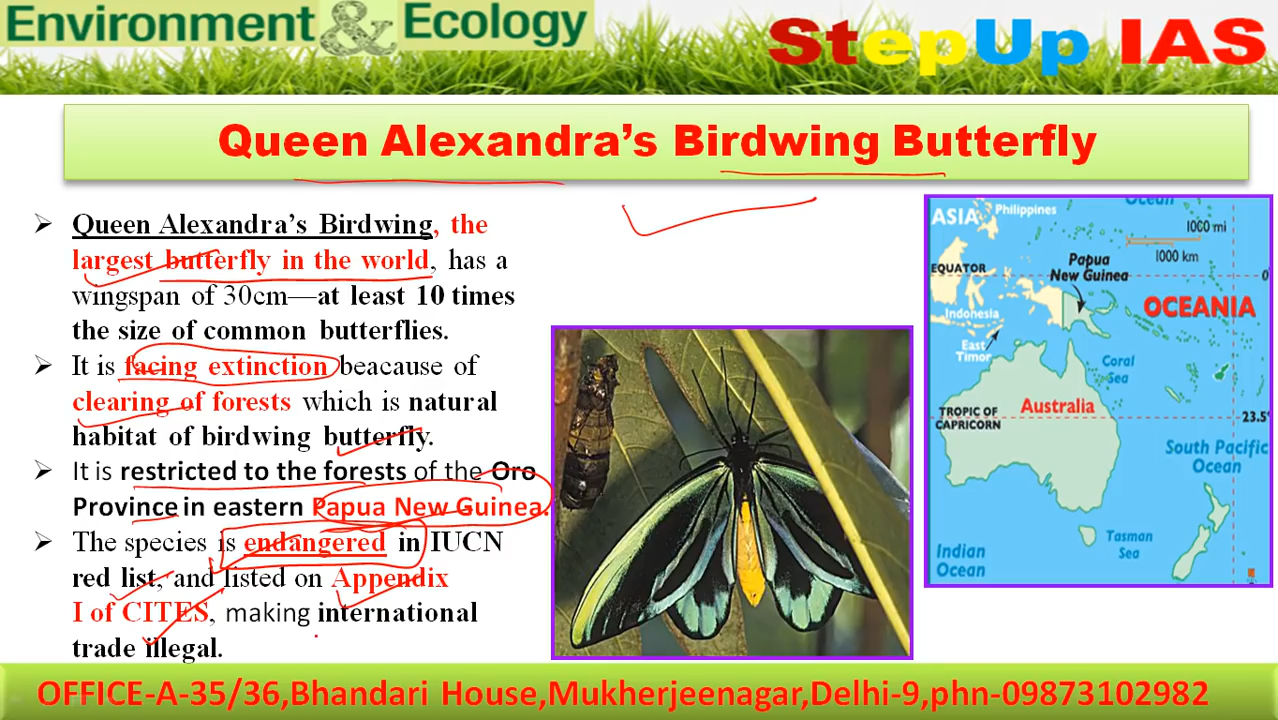 Environment & Ecology
StepUp IAS
Queen Alexandra’s Birdwing Butterfly
Queen Alexandra’s Birdwing, the
largest butterfly in the world, has a
wingspan of 30cm—at least 10 times
the size of common butterflies.
It is facing extinction beacause of
clearing of forests which is natural
habitat of birdwing butterfly.
It is restricted to the forests of the Oro
Province in eastern Papua New Guinea.
The species is endangered in IUCN
red list, and listed on Appendix
I of CITES, making international
trade illegal.
Ocean
ASIA
Philippines
1000 mi
1000 km
Papua
New Guinea
EQUATOR
0°
OCEANIA
Indonesia
East
Timor
Coral
Sea
TROPIC OF
CAPRICORN
Australia
23.5°
South Pacific
Ocean
Tasman
Sea
Indian
Ocean
OFFICE-A-35/36,Bhandari House,Mukherjeenagar,Delhi-9,phn-09873102982